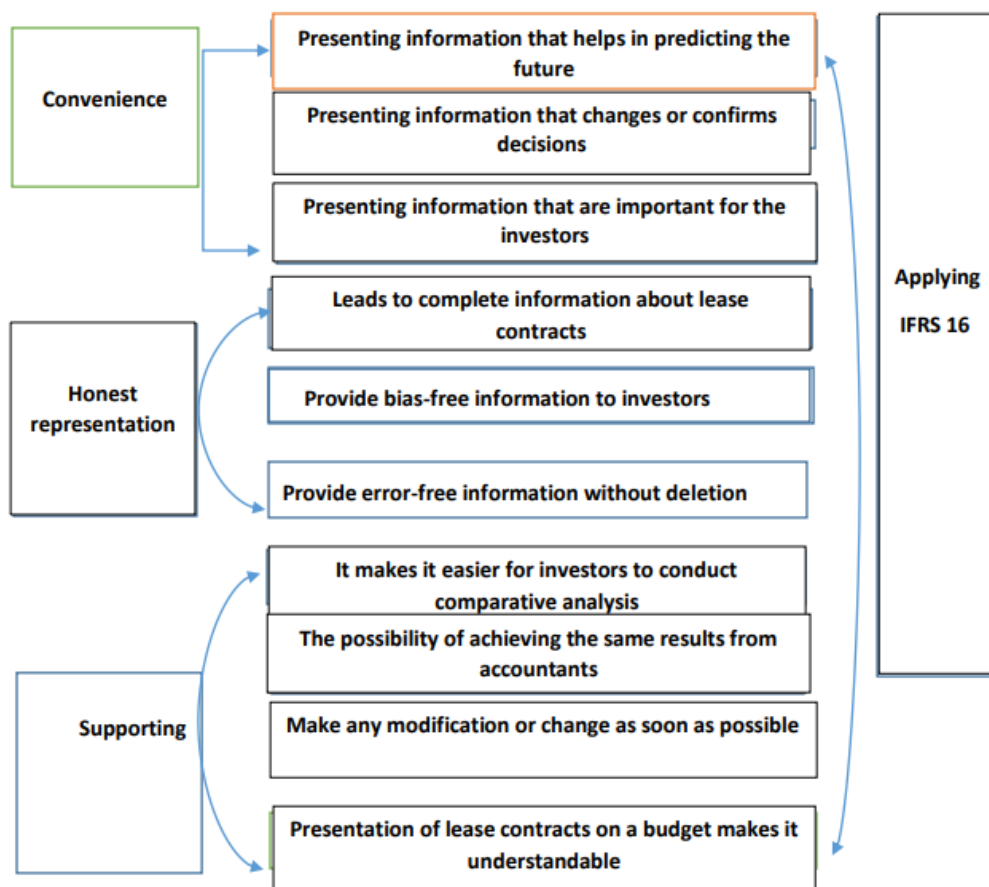 Convenience
Presenting information that helps in predicting the
future
Presenting information that changes or confirms
decisions
Presenting information that are important for the
investors
Honest
representation
Leads to complete information about lease
contracts
Provide bias-free information to investors
Provide error-free information without deletion
Supporting
It makes it easier for investors to conduct
comparative analysis
The possibility of achieving the same results from
accountants
Make any modification or change as soon as possible
Presentation of lease contracts on a budget makes it
understandable
Applying
IFRS 16